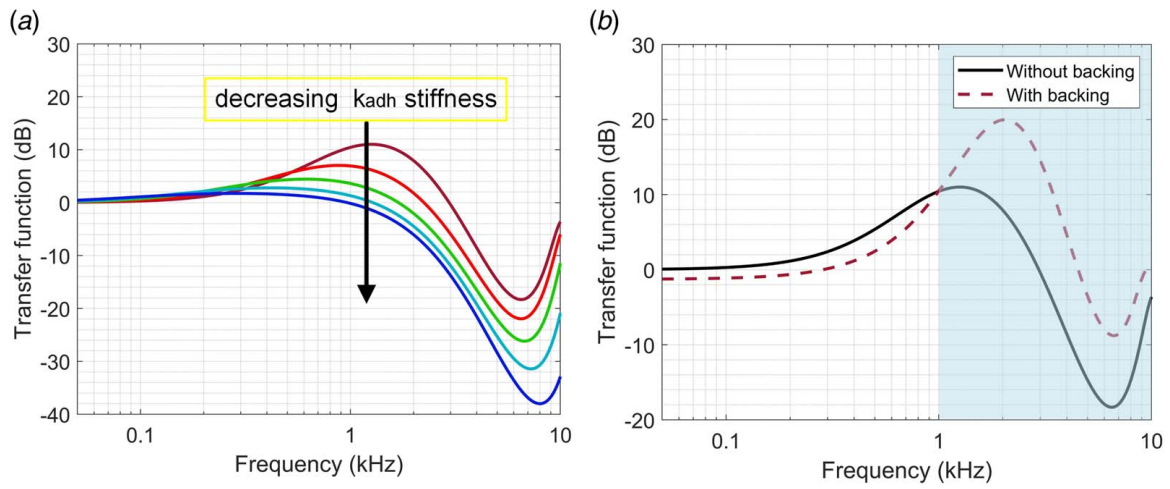 (a)
30
20
10
0
-10
-20
-30
-40
Transfer function (dB)
decreasing kadh stiffness
0.1 1 10
Frequency (kHz)
(b)
30
20
10
0
-10
-20
Transfer function (dB)
Without backing
With backing
0.1 1 10
Frequency (kHz)